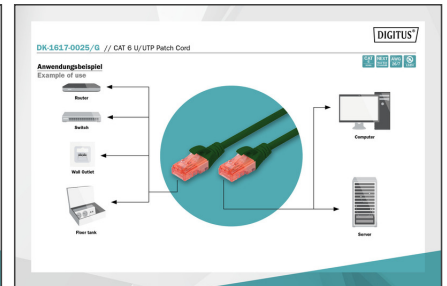 DIGITUS®
DK-1617-0025/G // CAT 6 U/UTP Patch Cord
Anwendungsbeispiel
Example of use
Router
Switch
Wall Outlet
Floor tank
Computer
Server